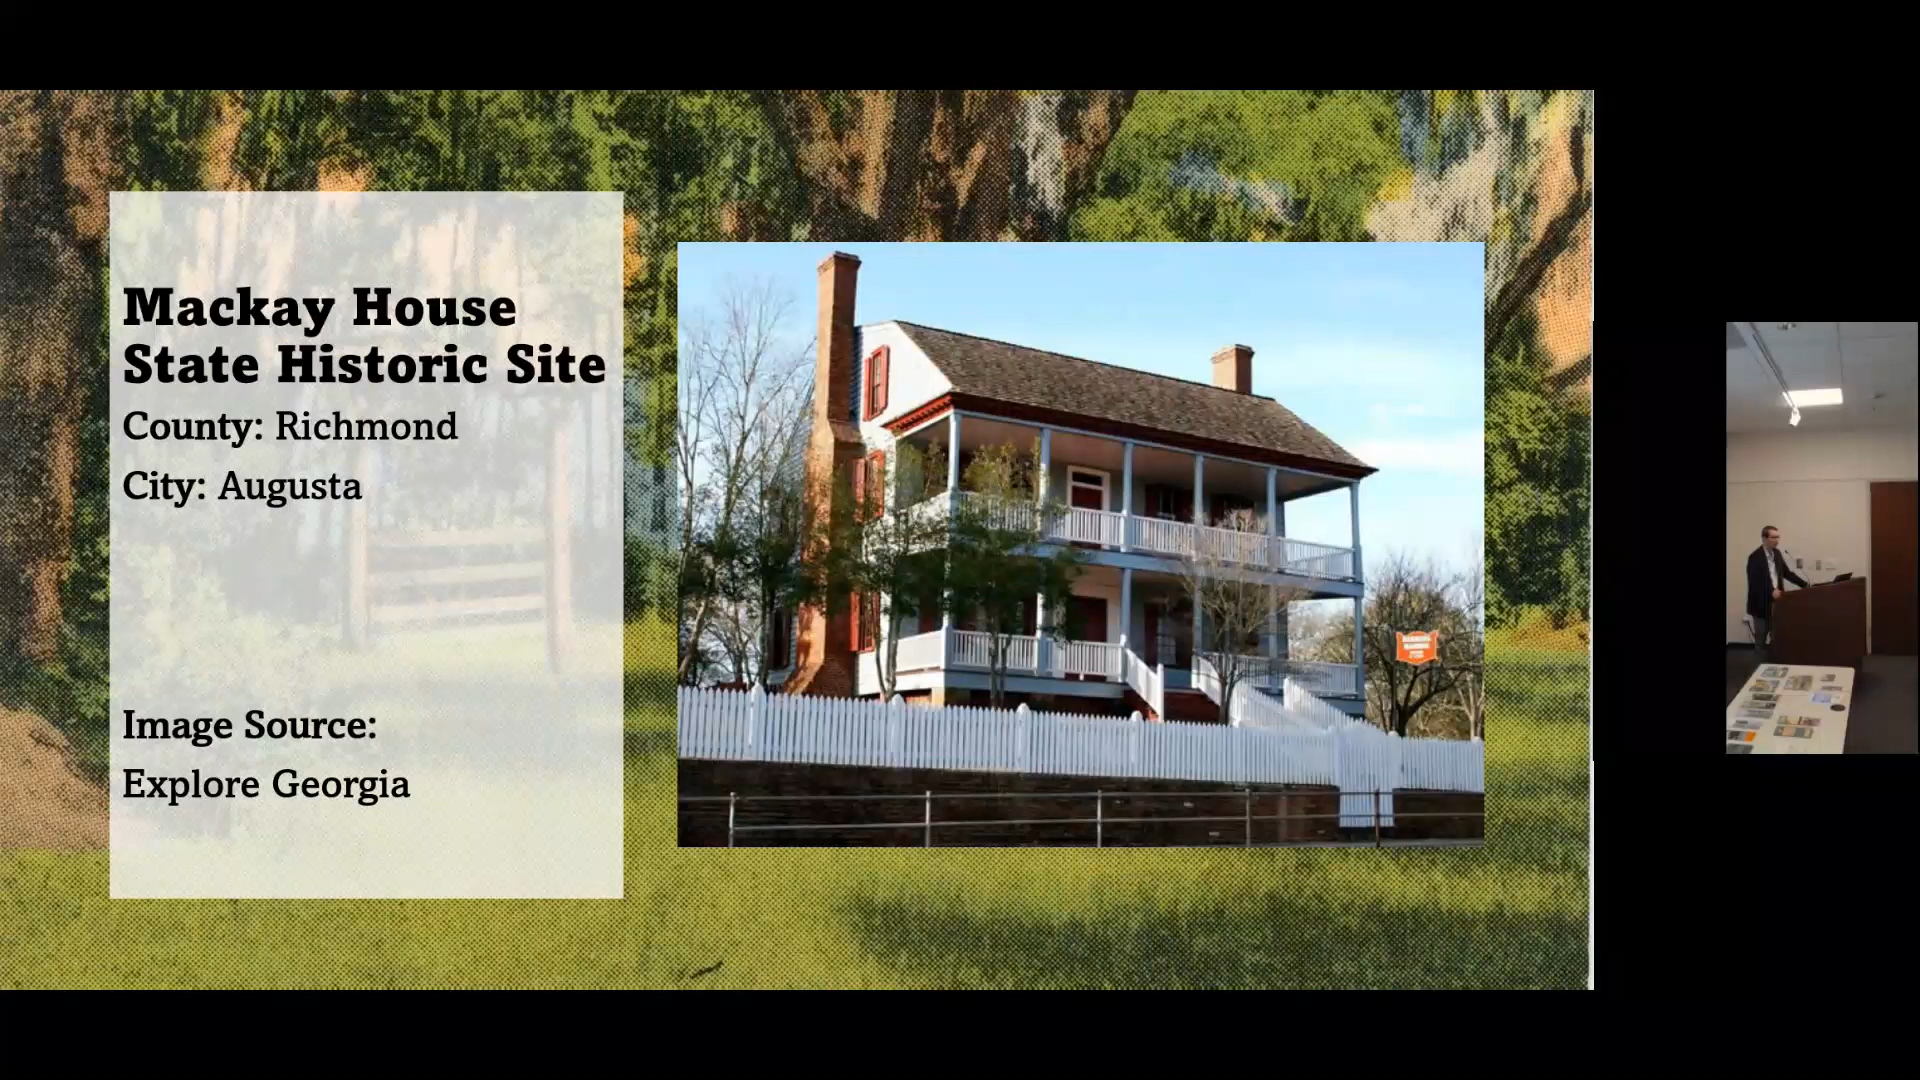 Mackay House
State Historic Site
County: Richmond
City: Augusta
Image Source:
Explore Georgia